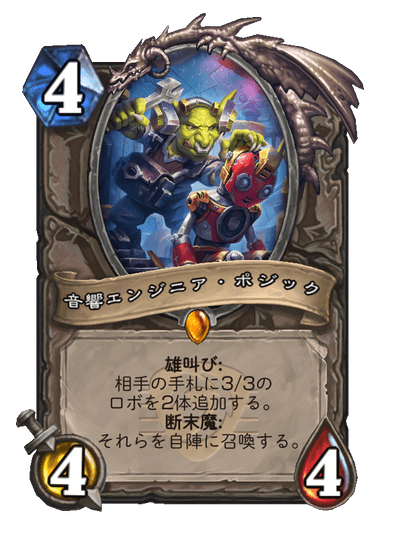 4
音響エンジニア・ポジック
雄叫び:
相手の手札に3/3の
ロボを2体追加する。
断末魔:
それらを自陣に召喚する。
4
4